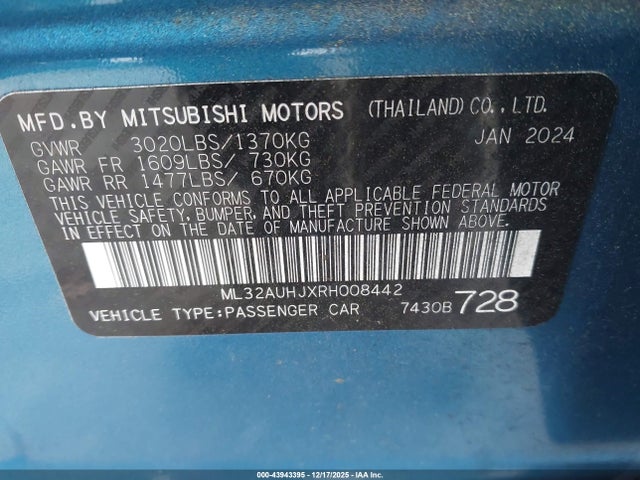 MFD.BY MITSUBISHI MOTORS (THAILAND) CO., LTD.
GVWR 3020LBS/1370KG JAN 2024
GAWR FR 1609LBS/ 730KG
GAWR RR 1477LBS/ 670KG
THIS VEHICLE CONFORMS TO ALL APPLICABLE FEDERAL MOTOR
VEHICLE SAFETY, BUMPER, AND THEFT PREVENTION STANDARDS
IN EFFECT ON THE DATE OF MANUFACTURE SHOWN ABOVE.
ML32AUHJXRH008442
VEHICLE TYPE:PASSENGER CAR 7430B 728
000-43943395 - 12/17/2025 - IAA, Inc.